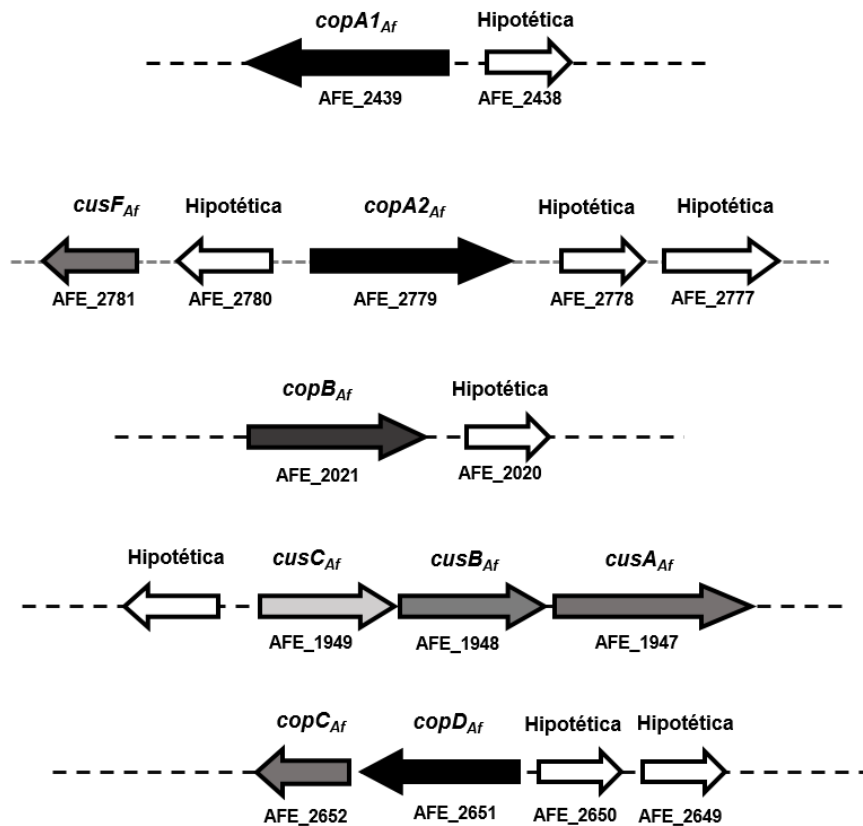 copA1Af Hipotética
AFE_2439 AFE_2438
cusFAf Hipotética copA2Af Hipotética Hipotética
AFE_2781 AFE_2780 AFE_2779 AFE_2778 AFE_2777
copBAf Hipotética
AFE_2021 AFE_2020
Hipotética cusCAf cusBAf cusAAf
AFE_1949 AFE_1948 AFE_1947
copCAf copDAf Hipotética Hipotética
AFE_2652 AFE_2651 AFE_2650 AFE_2649